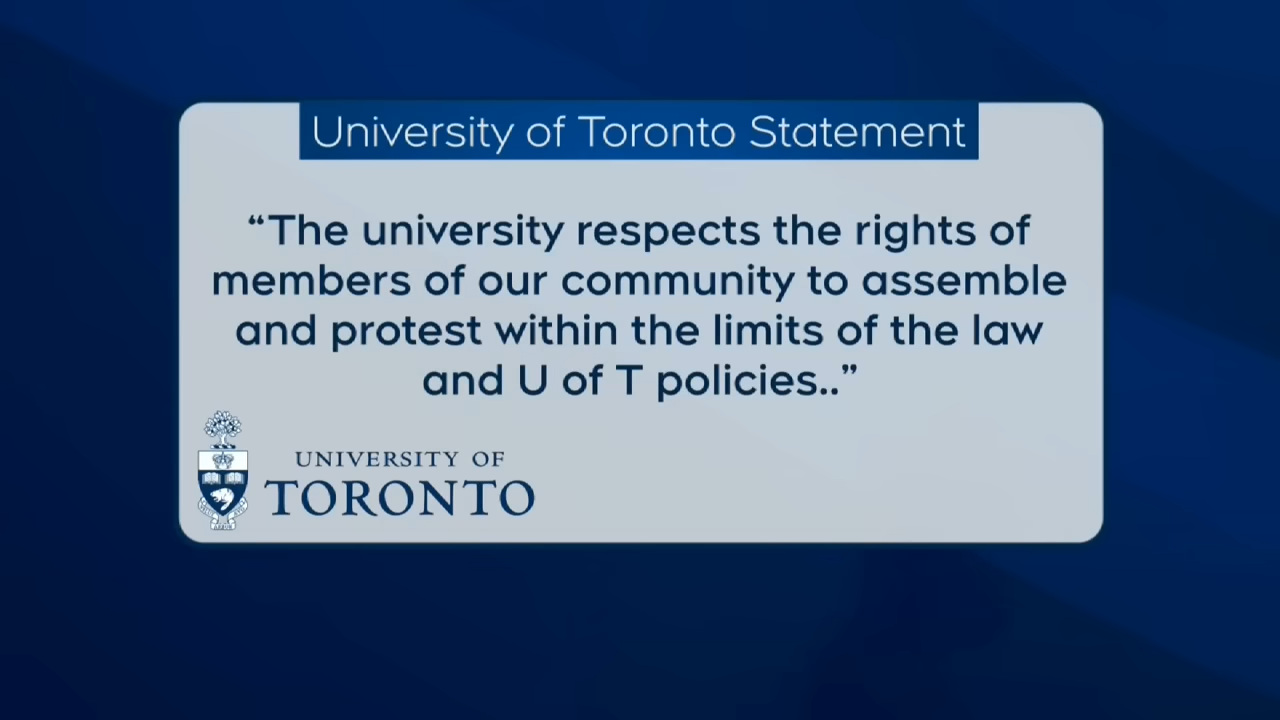 University of Toronto Statement
“The university respects the rights of
members of our community to assemble
and protest within the limits of the law
and U of T policies..”
UNIVERSITY OF
TORONTO